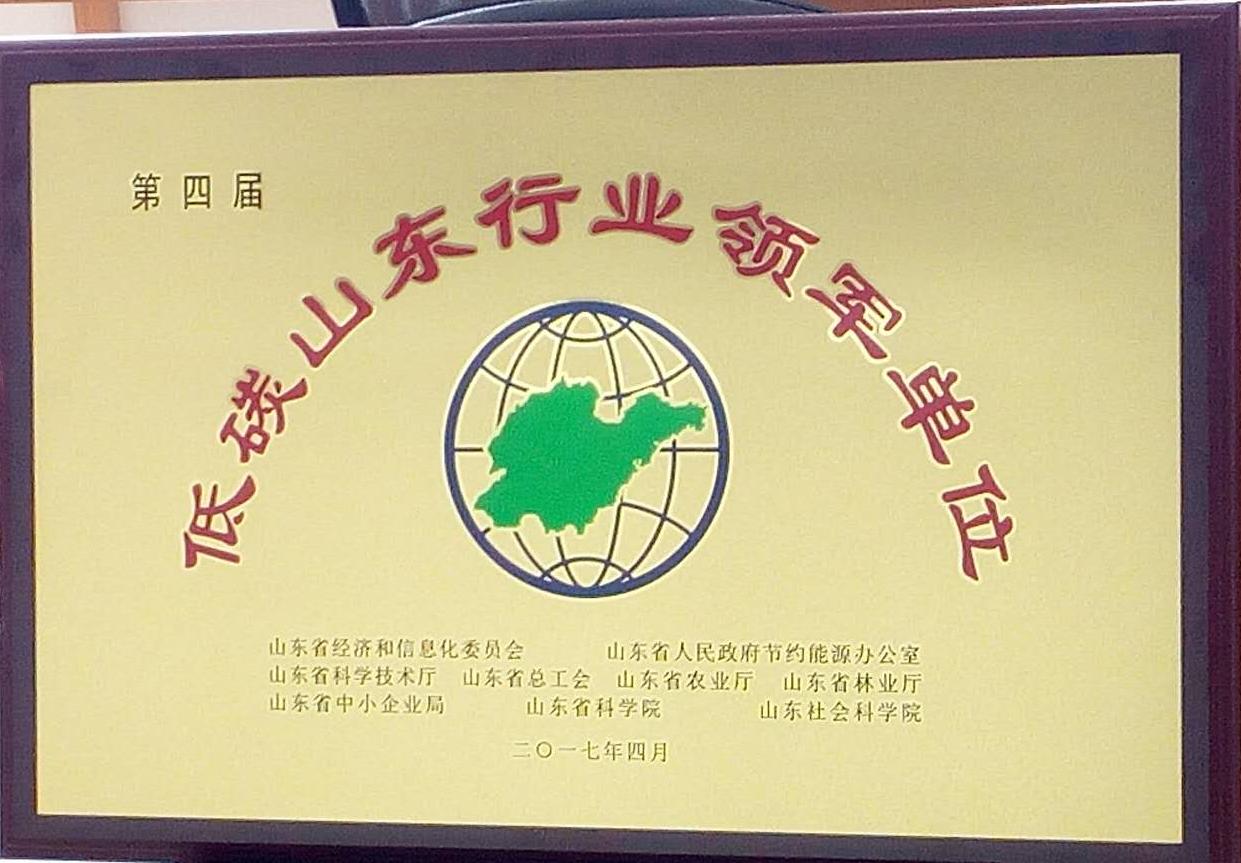 第四届
低碳山东行业领军单位
山东省经济和信息化委员会 山东省人民政府节约能源办公室
山东省科学技术厅 山东省总工会 山东省农业厅 山东省林业厅
山东省中小企业局 山东省科学院 山东社会科学院
二〇一七年四月